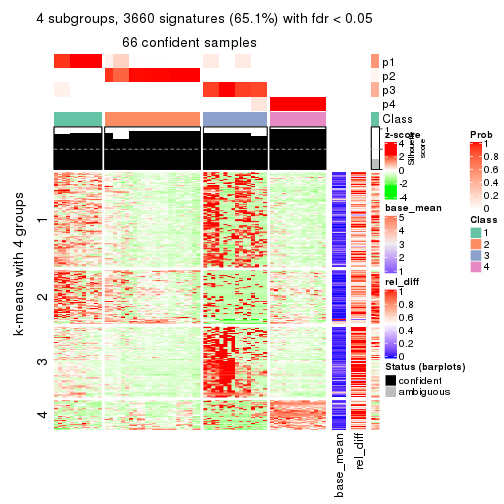 4 subgroups, 3660 signatures (65.1%) with fdr < 0.05
66 confident samples
p1
p2
p3
p4
Class
1
Silhouette
score
k-means with 4 groups
1
2
3
4
base_mean
rel_diff
z-score
4
2
0
-2
-4
base_mean
5
4
3
2
1
rel_diff
1
0.8
0.6
0.4
0.2
0
Status (barplots)
confident
ambiguous
Prob
1
0.8
0.6
0.4
0.2
0
Class
1
2
3
4